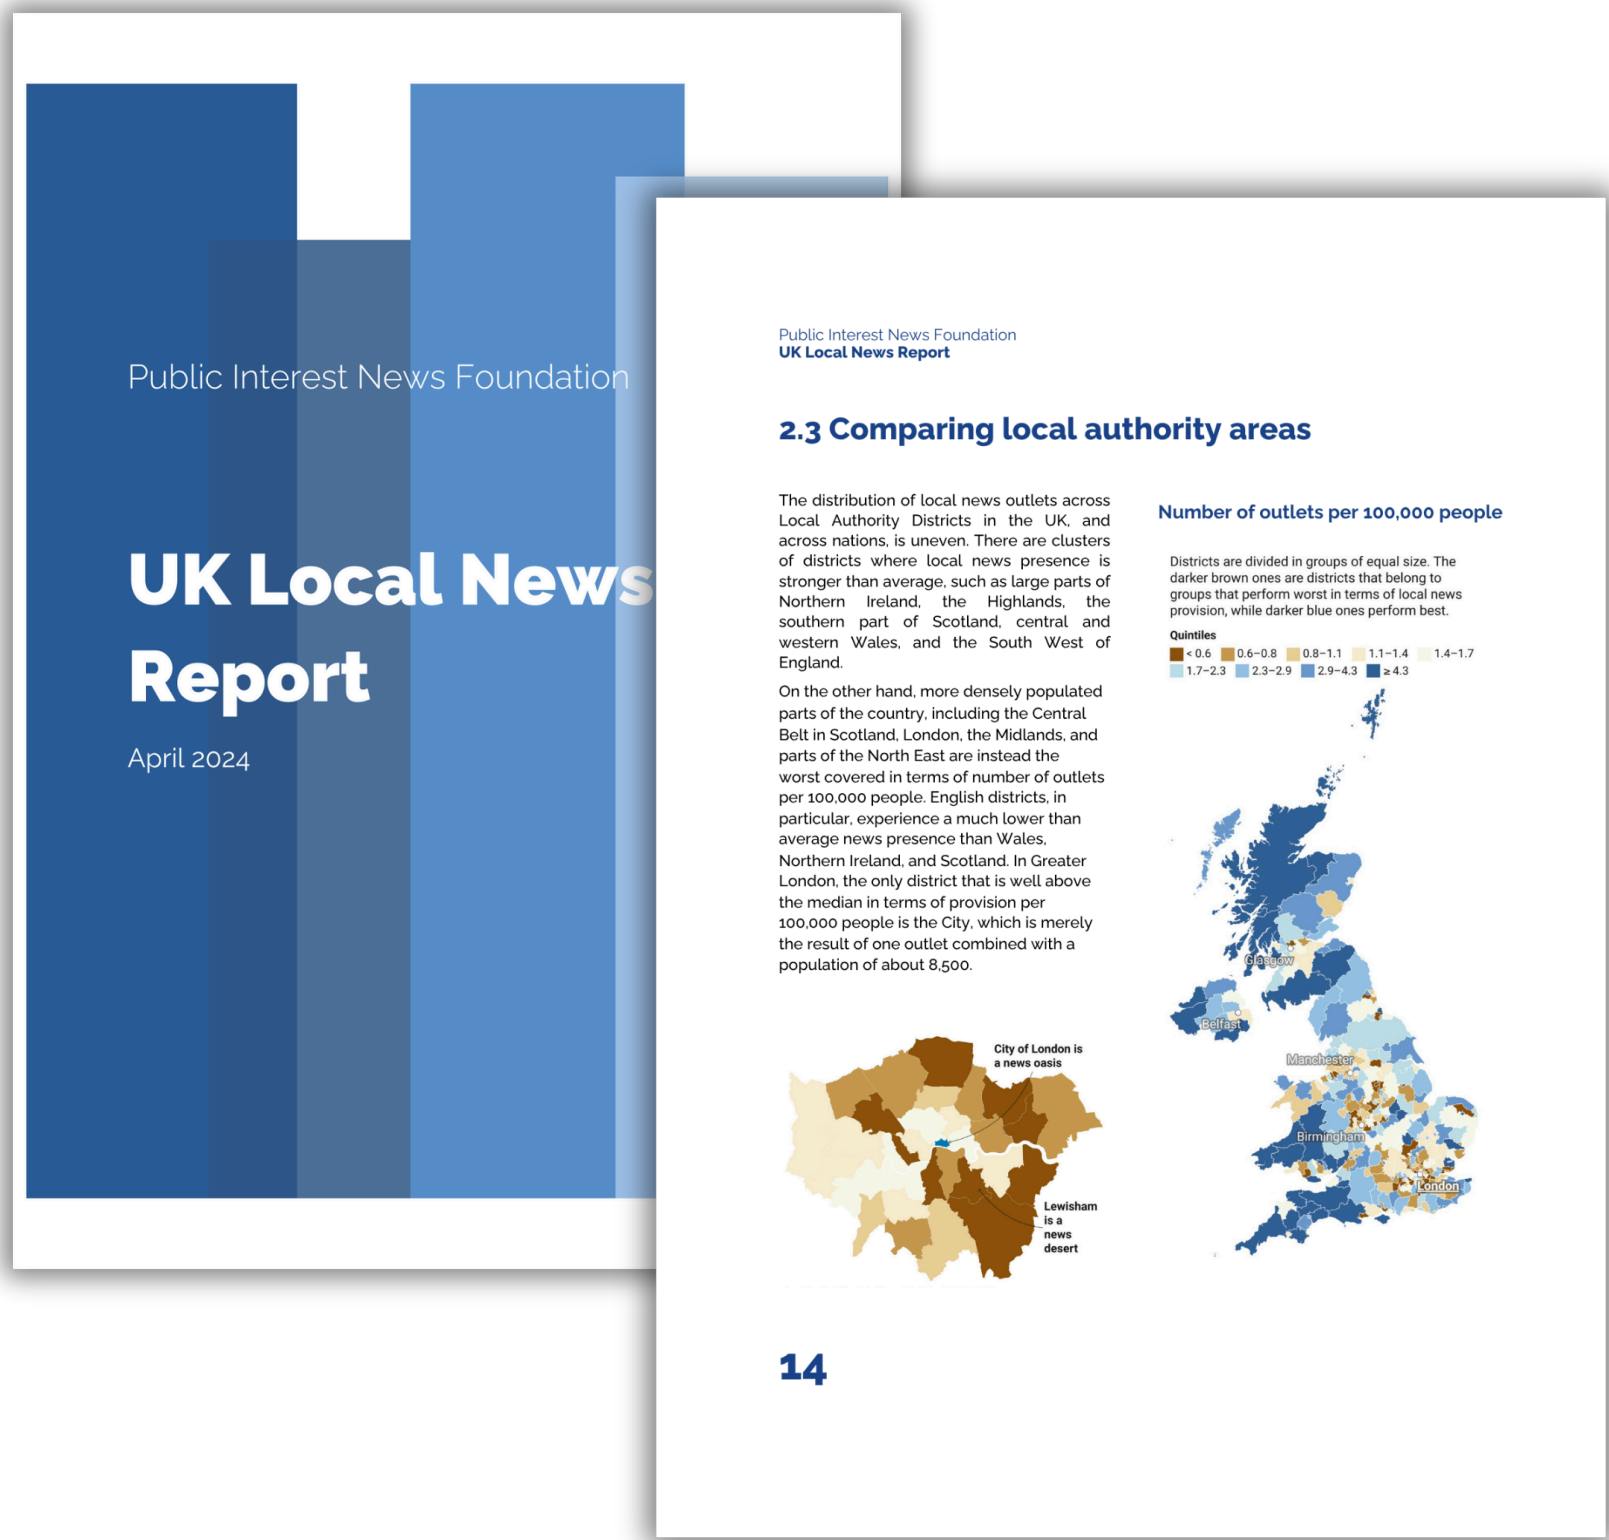 Public Interest News Foundation
UK Local News
Report
April 2024
Public Interest News Foundation
UK Local News Report
2.3 Comparing local authority areas
The distribution of local news outlets across
Local Authority Districts in the UK, and
across nations, is uneven. There are clusters
of districts where local news presence is
stronger than average, such as large parts of
Northern Ireland, the Highlands, the
southern part of Scotland, central and
western Wales, and the South West of
England.
On the other hand, more densely populated
parts of the country, including the Central
Belt in Scotland, London, the Midlands, and
parts of the North East are instead the
worst covered in terms of number of outlets
per 100,000 people. English districts, in
particular, experience a much lower than
average news presence than Wales,
Northern Ireland, and Scotland. In Greater
London, the only district that is well above
the median in terms of provision per
100,000 people is the City, which is merely
the result of one outlet combined with a
population of about 8,500.
City of London is
a news oasis
Lewisham
is a
news
desert
Number of outlets per 100,000 people
Districts are divided in groups of equal size. The
darker brown ones are districts that belong to
groups that perform worst in terms of local news
provision, while darker blue ones perform best.
Quintiles
< 0.6 0.6–0.8 0.8–1.1 1.1–1.4 1.4–1.7
1.7–2.3 2.3–2.9 2.9–4.3 ≥ 4.3
Glasgow
Belfast
Manchester
Birmingham
London
14